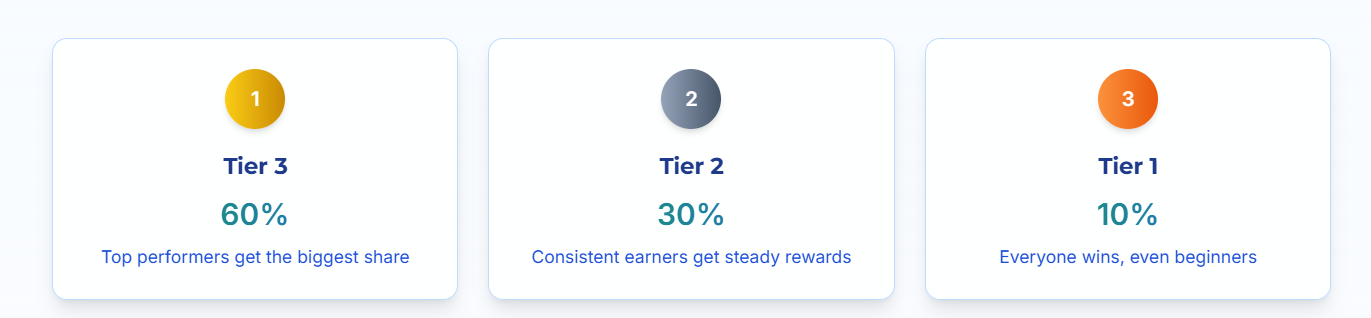 1
Tier 3
60%
Top performers get the biggest share
2
Tier 2
30%
Consistent earners get steady rewards
3
Tier 1
10%
Everyone wins, even beginners